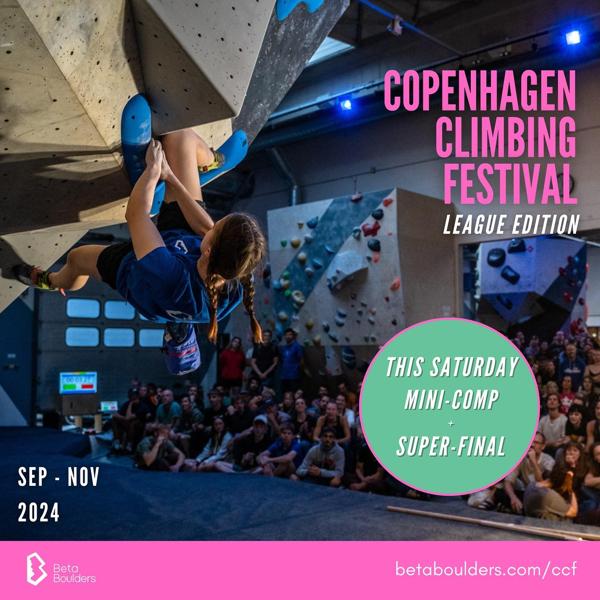 COPENHAGEN
CLIMBING
FESTIVAL
LEAGUE EDITION
THIS SATURDAY
MINI-COMP
+
SUPER-FINAL
SEP - NOV
2024
Beta
Boulders
betaboulders.com/ccf